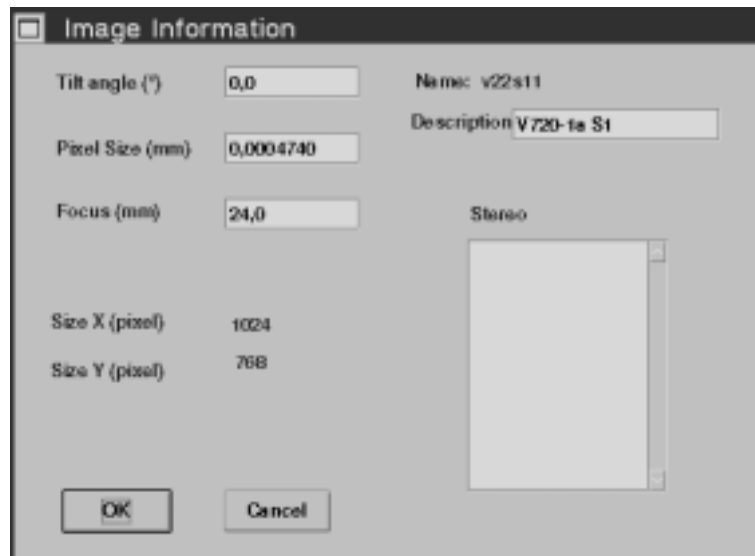 Image Information
Tilt angle (°) 0,0
Name: v22s11
Description V720-1a S1
Pixel Size (mm) 0,0004740
Focus (mm) 24,0
Stereo
Size X (pixel) 1024
Size Y (pixel) 768
OK Cancel